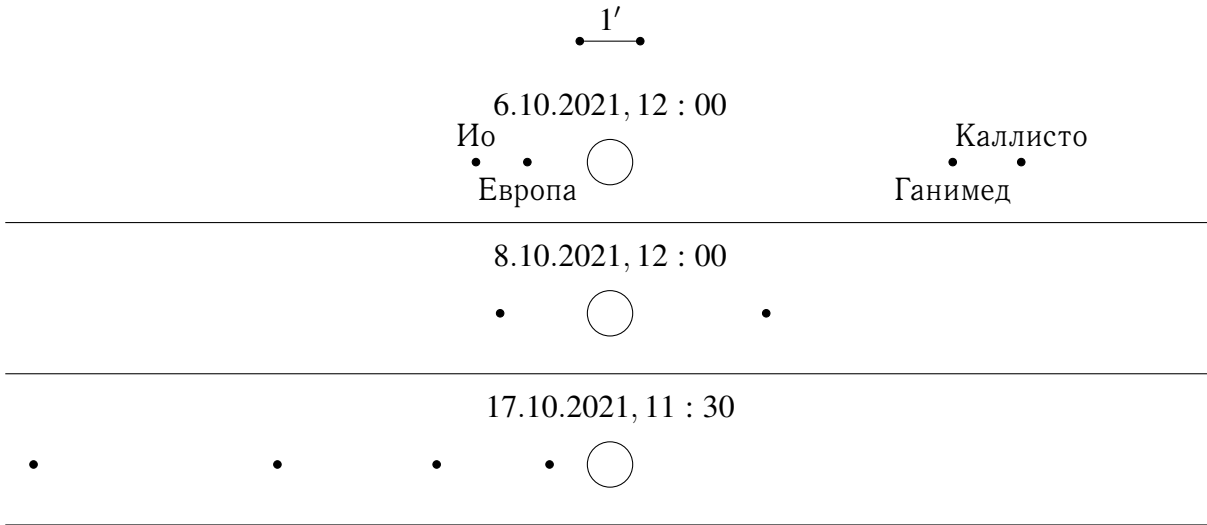 1′
6.10.2021, 12 : 00
Ио
Каллисто
Европа
Ганимед
8.10.2021, 12 : 00
17.10.2021, 11 : 30